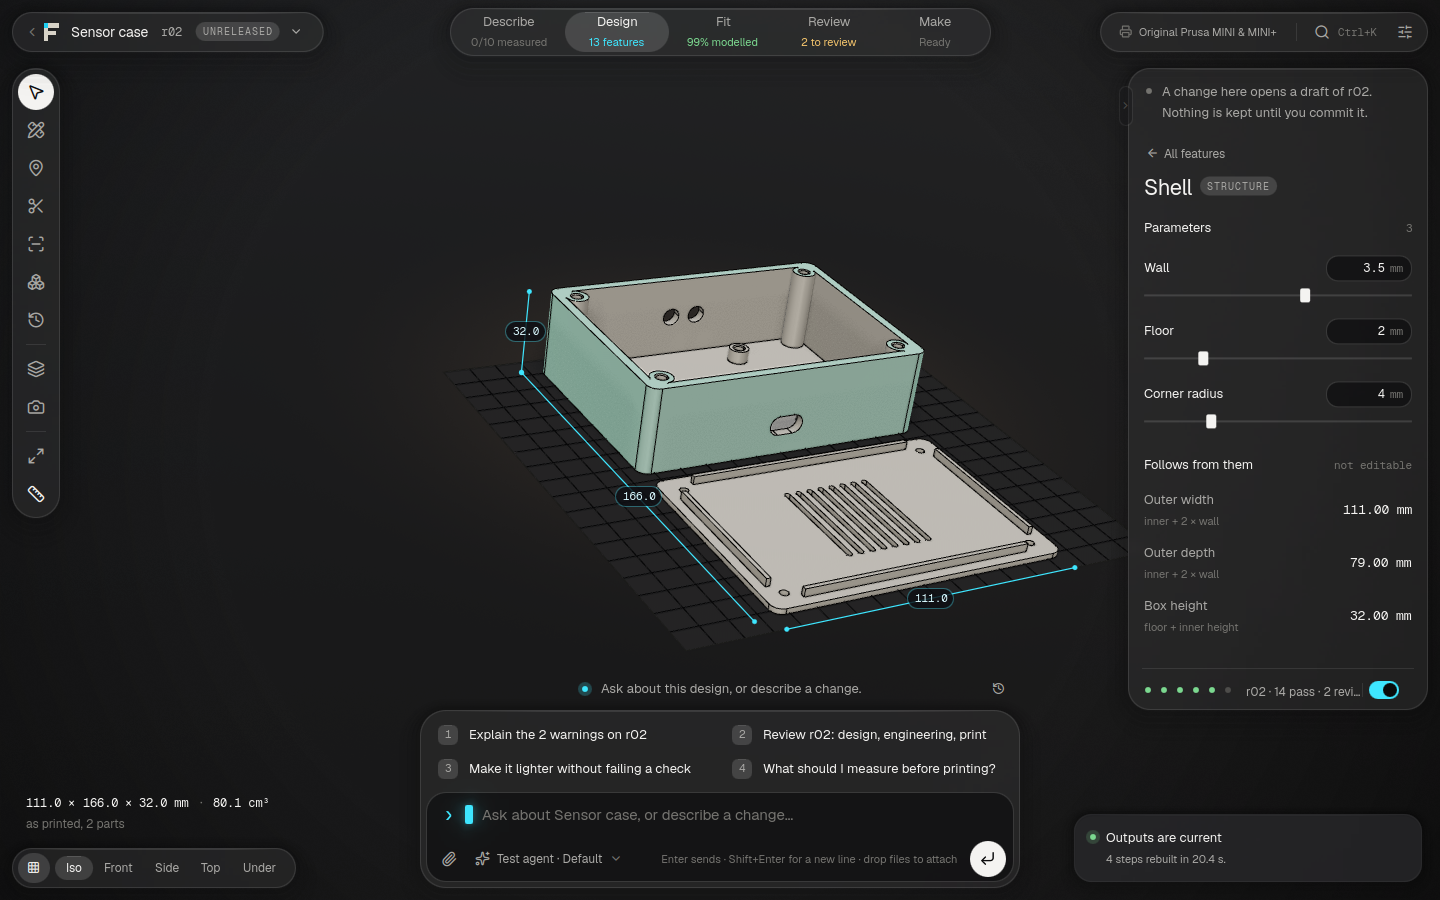 Sensor case r02 UNRELEASED
Describe
0/10 measured
Design
13 features
Fit
99% modelled
Review
2 to review
Make
Ready
Original Prusa MINI & MINI+
Ctrl+K
A change here opens a draft of r02.
Nothing is kept until you commit it.
All features
Shell STRUCTURE
Parameters 3
Wall 3.5 mm
Floor 2 mm
Corner radius 4 mm
Follows from them not editable
Outer width
inner + 2 × wall
111.00 mm
Outer depth
inner + 2 × wall
79.00 mm
Box height
floor + inner height
32.00 mm
r02 · 14 pass · 2 revi…
32.0
166.0
111.0
Ask about this design, or describe a change.
1 Explain the 2 warnings on r02
2 Review r02: design, engineering, print
3 Make it lighter without failing a check
4 What should I measure before printing?
Ask about Sensor case, or describe a change…
Test agent · Default
Enter sends · Shift+Enter for a new line · drop files to attach
111.0 × 166.0 × 32.0 mm · 80.1 cm³
as printed, 2 parts
Iso Front Side Top Under
Outputs are current
4 steps rebuilt in 20.4 s.